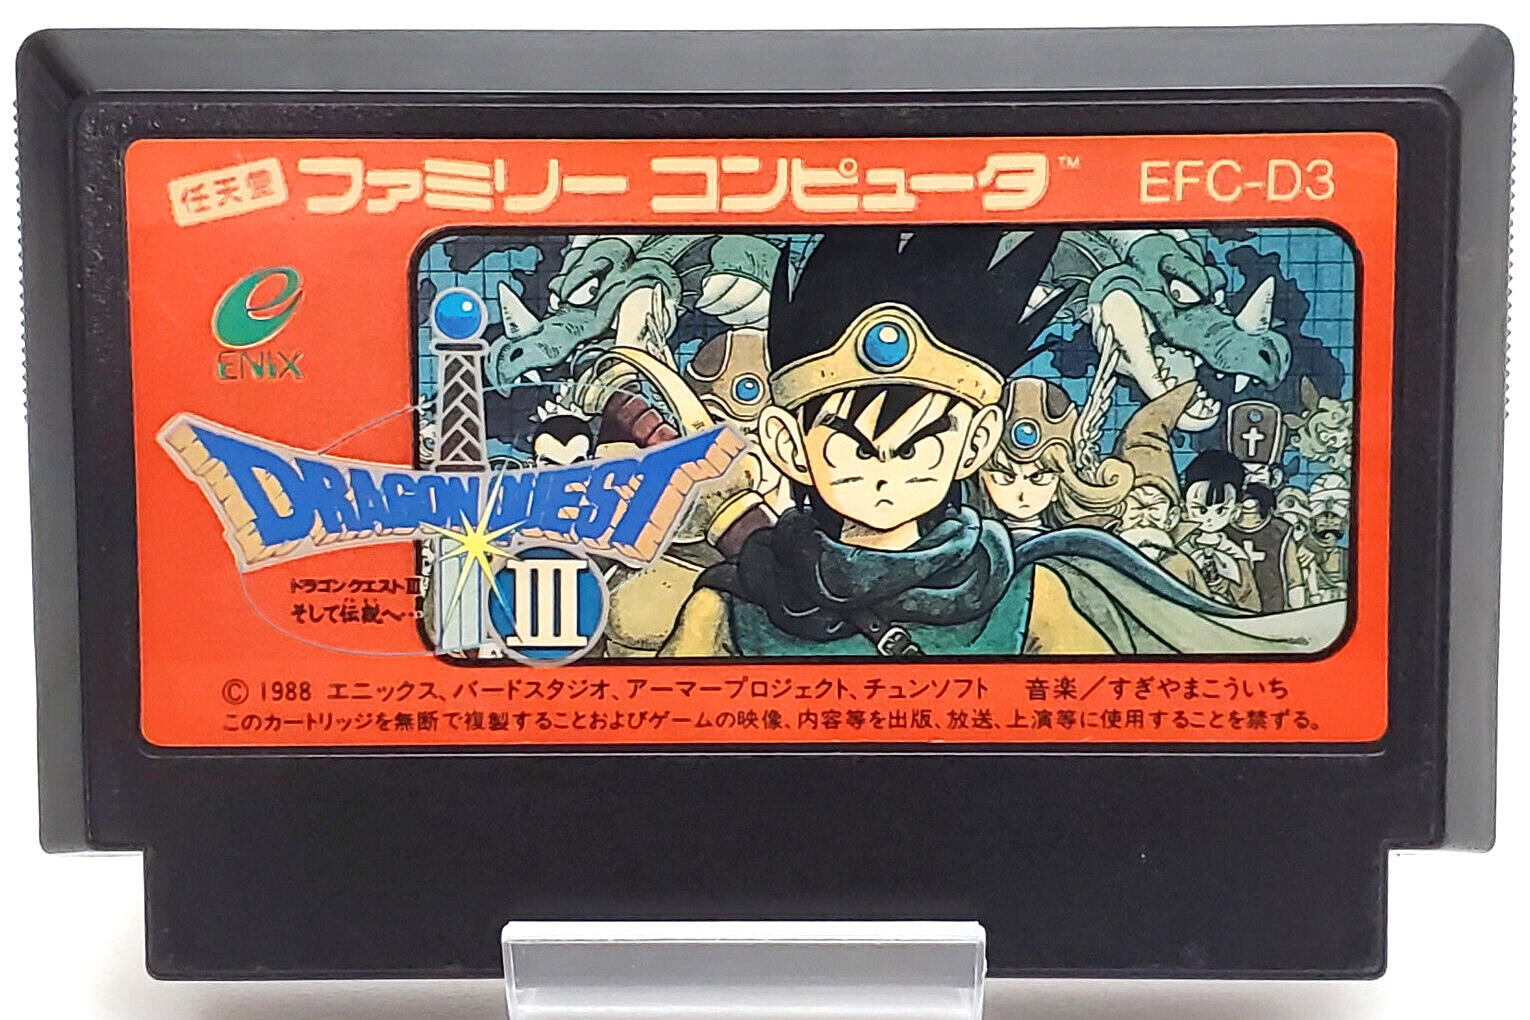 任天堂 ファミリー コンピュータ™ EFC-D3
ENIX
DRAGON QUEST
III
ドラゴンクエストIII
そして伝説へ…
© 1988 エニックス、バードスタジオ、アーマープロジェクト、チュンソフト 音楽／すぎやまこういち
このカートリッジを無断で複製することおよびゲームの映像、内容等を出版、放送、上演等に使用することを禁ずる。